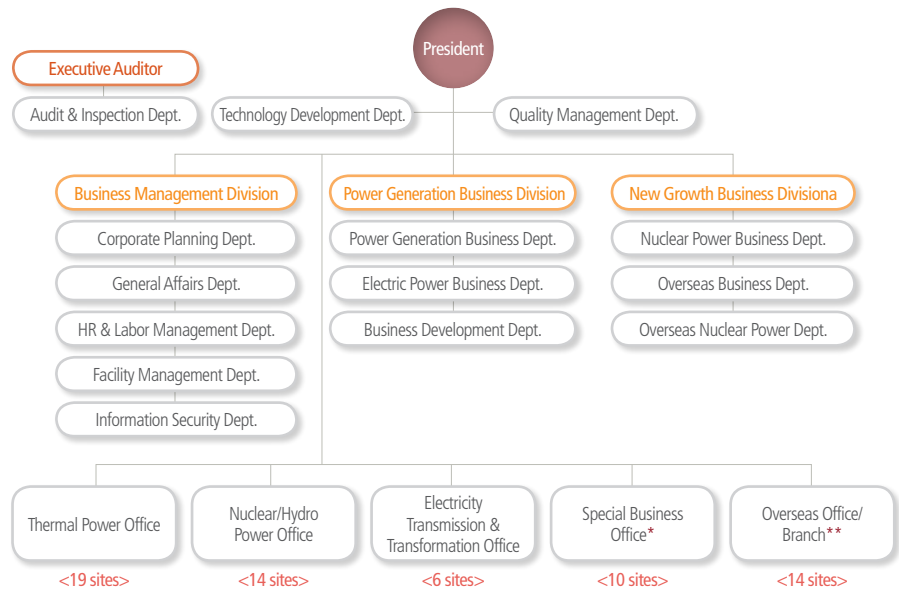 President
Executive Auditor
Audit & Inspection Dept.
Technology Development Dept.
Quality Management Dept.
Business Management Division
Power Generation Business Division
New Growth Business Divisiona
Corporate Planning Dept.
Power Generation Business Dept.
Nuclear Power Business Dept.
General Affairs Dept.
Electric Power Business Dept.
Overseas Business Dept.
HR & Labor Management Dept.
Business Development Dept.
Overseas Nuclear Power Dept.
Facility Management Dept.
Information Security Dept.
Thermal Power Office
Nuclear/Hydro
Power Office
Electricity
Transmission &
Transformation Office
Special Business
Office*
Overseas Office/
Branch**
<19 sites>
<14 sites>
<6 sites>
<10 sites>
<14 sites>